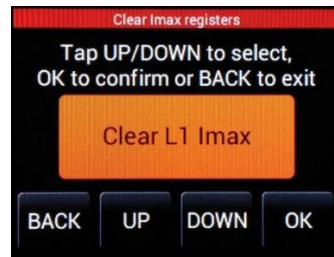 Clear Imax registers
Tap UP/DOWN to select,
OK to confirm or BACK to exit
Clear L1 Imax
BACK UP DOWN OK